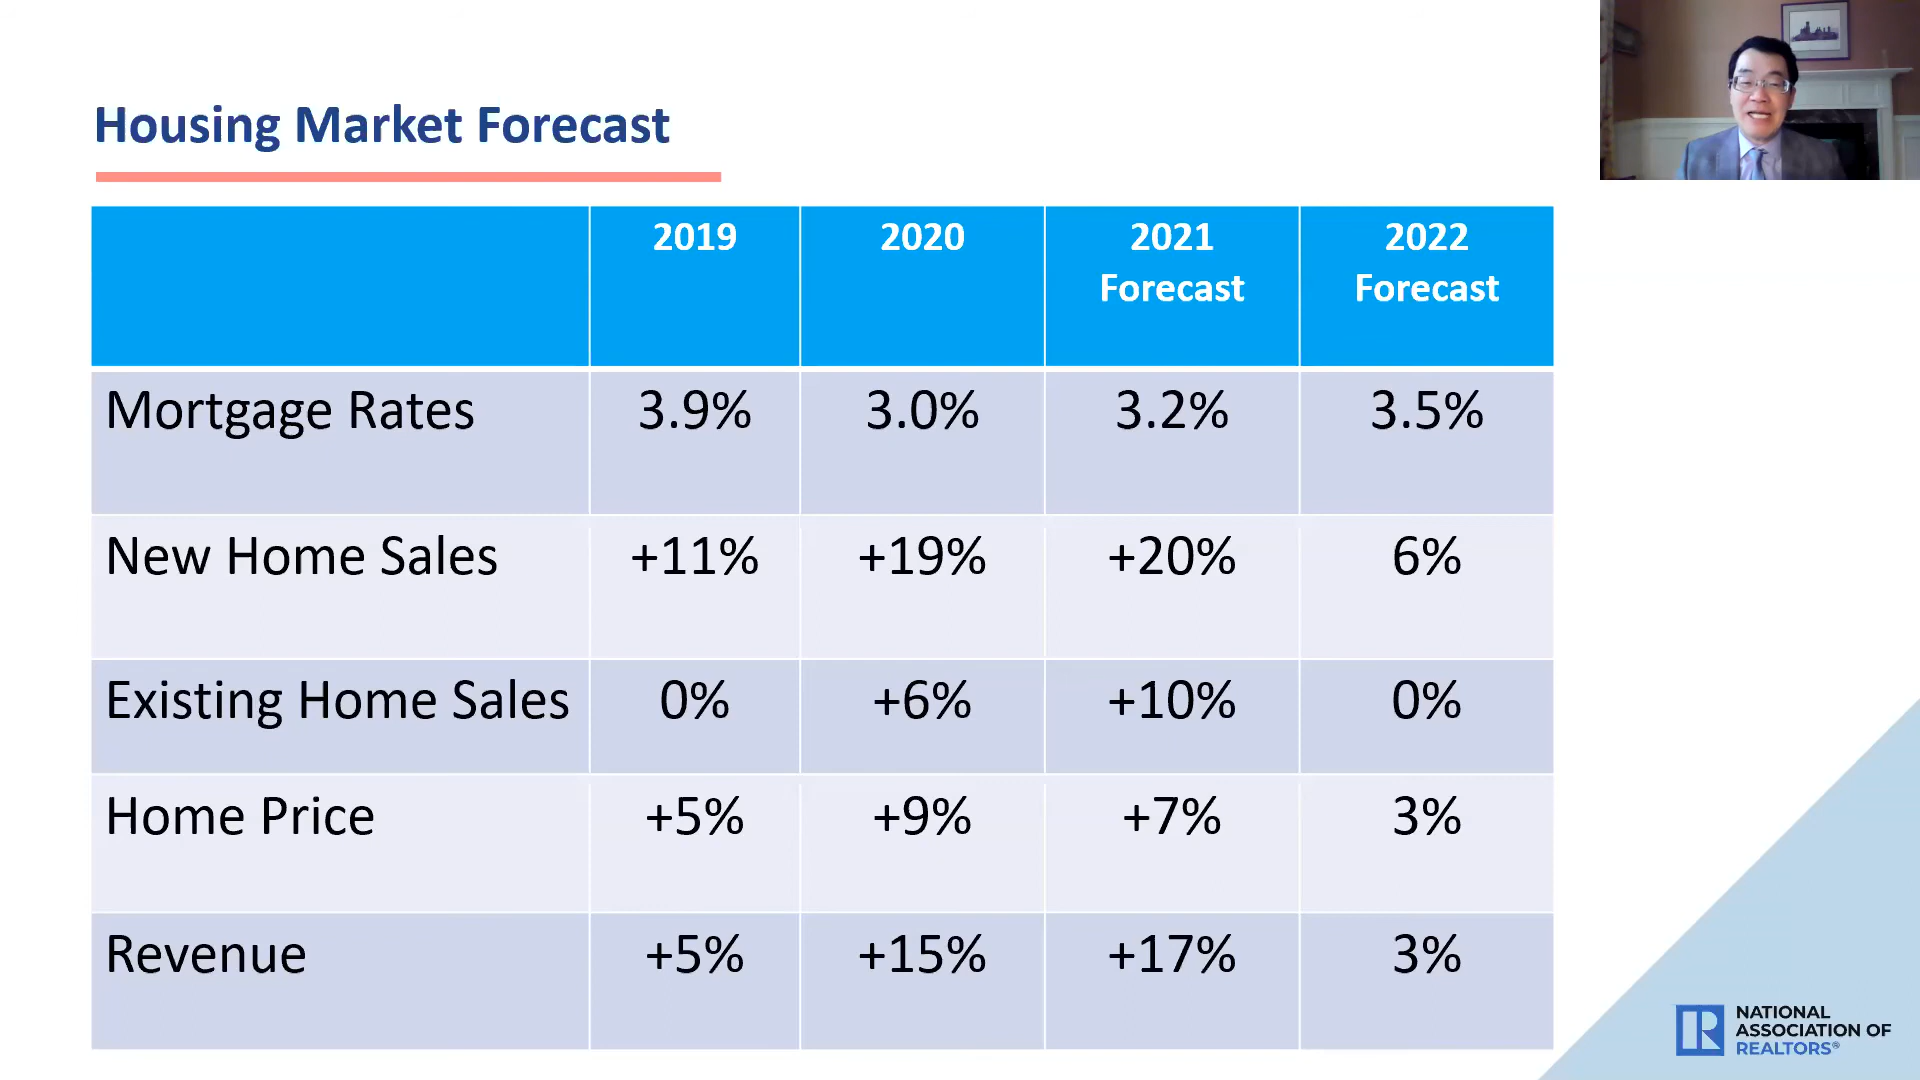 Housing Market Forecast
2019 2020 2021 Forecast 2022 Forecast
Mortgage Rates 3.9% 3.0% 3.2% 3.5%
New Home Sales +11% +19% +20% 6%
Existing Home Sales 0% +6% +10% 0%
Home Price +5% +9% +7% 3%
Revenue +5% +15% +17% 3%
NATIONAL
ASSOCIATION OF
REALTORS®